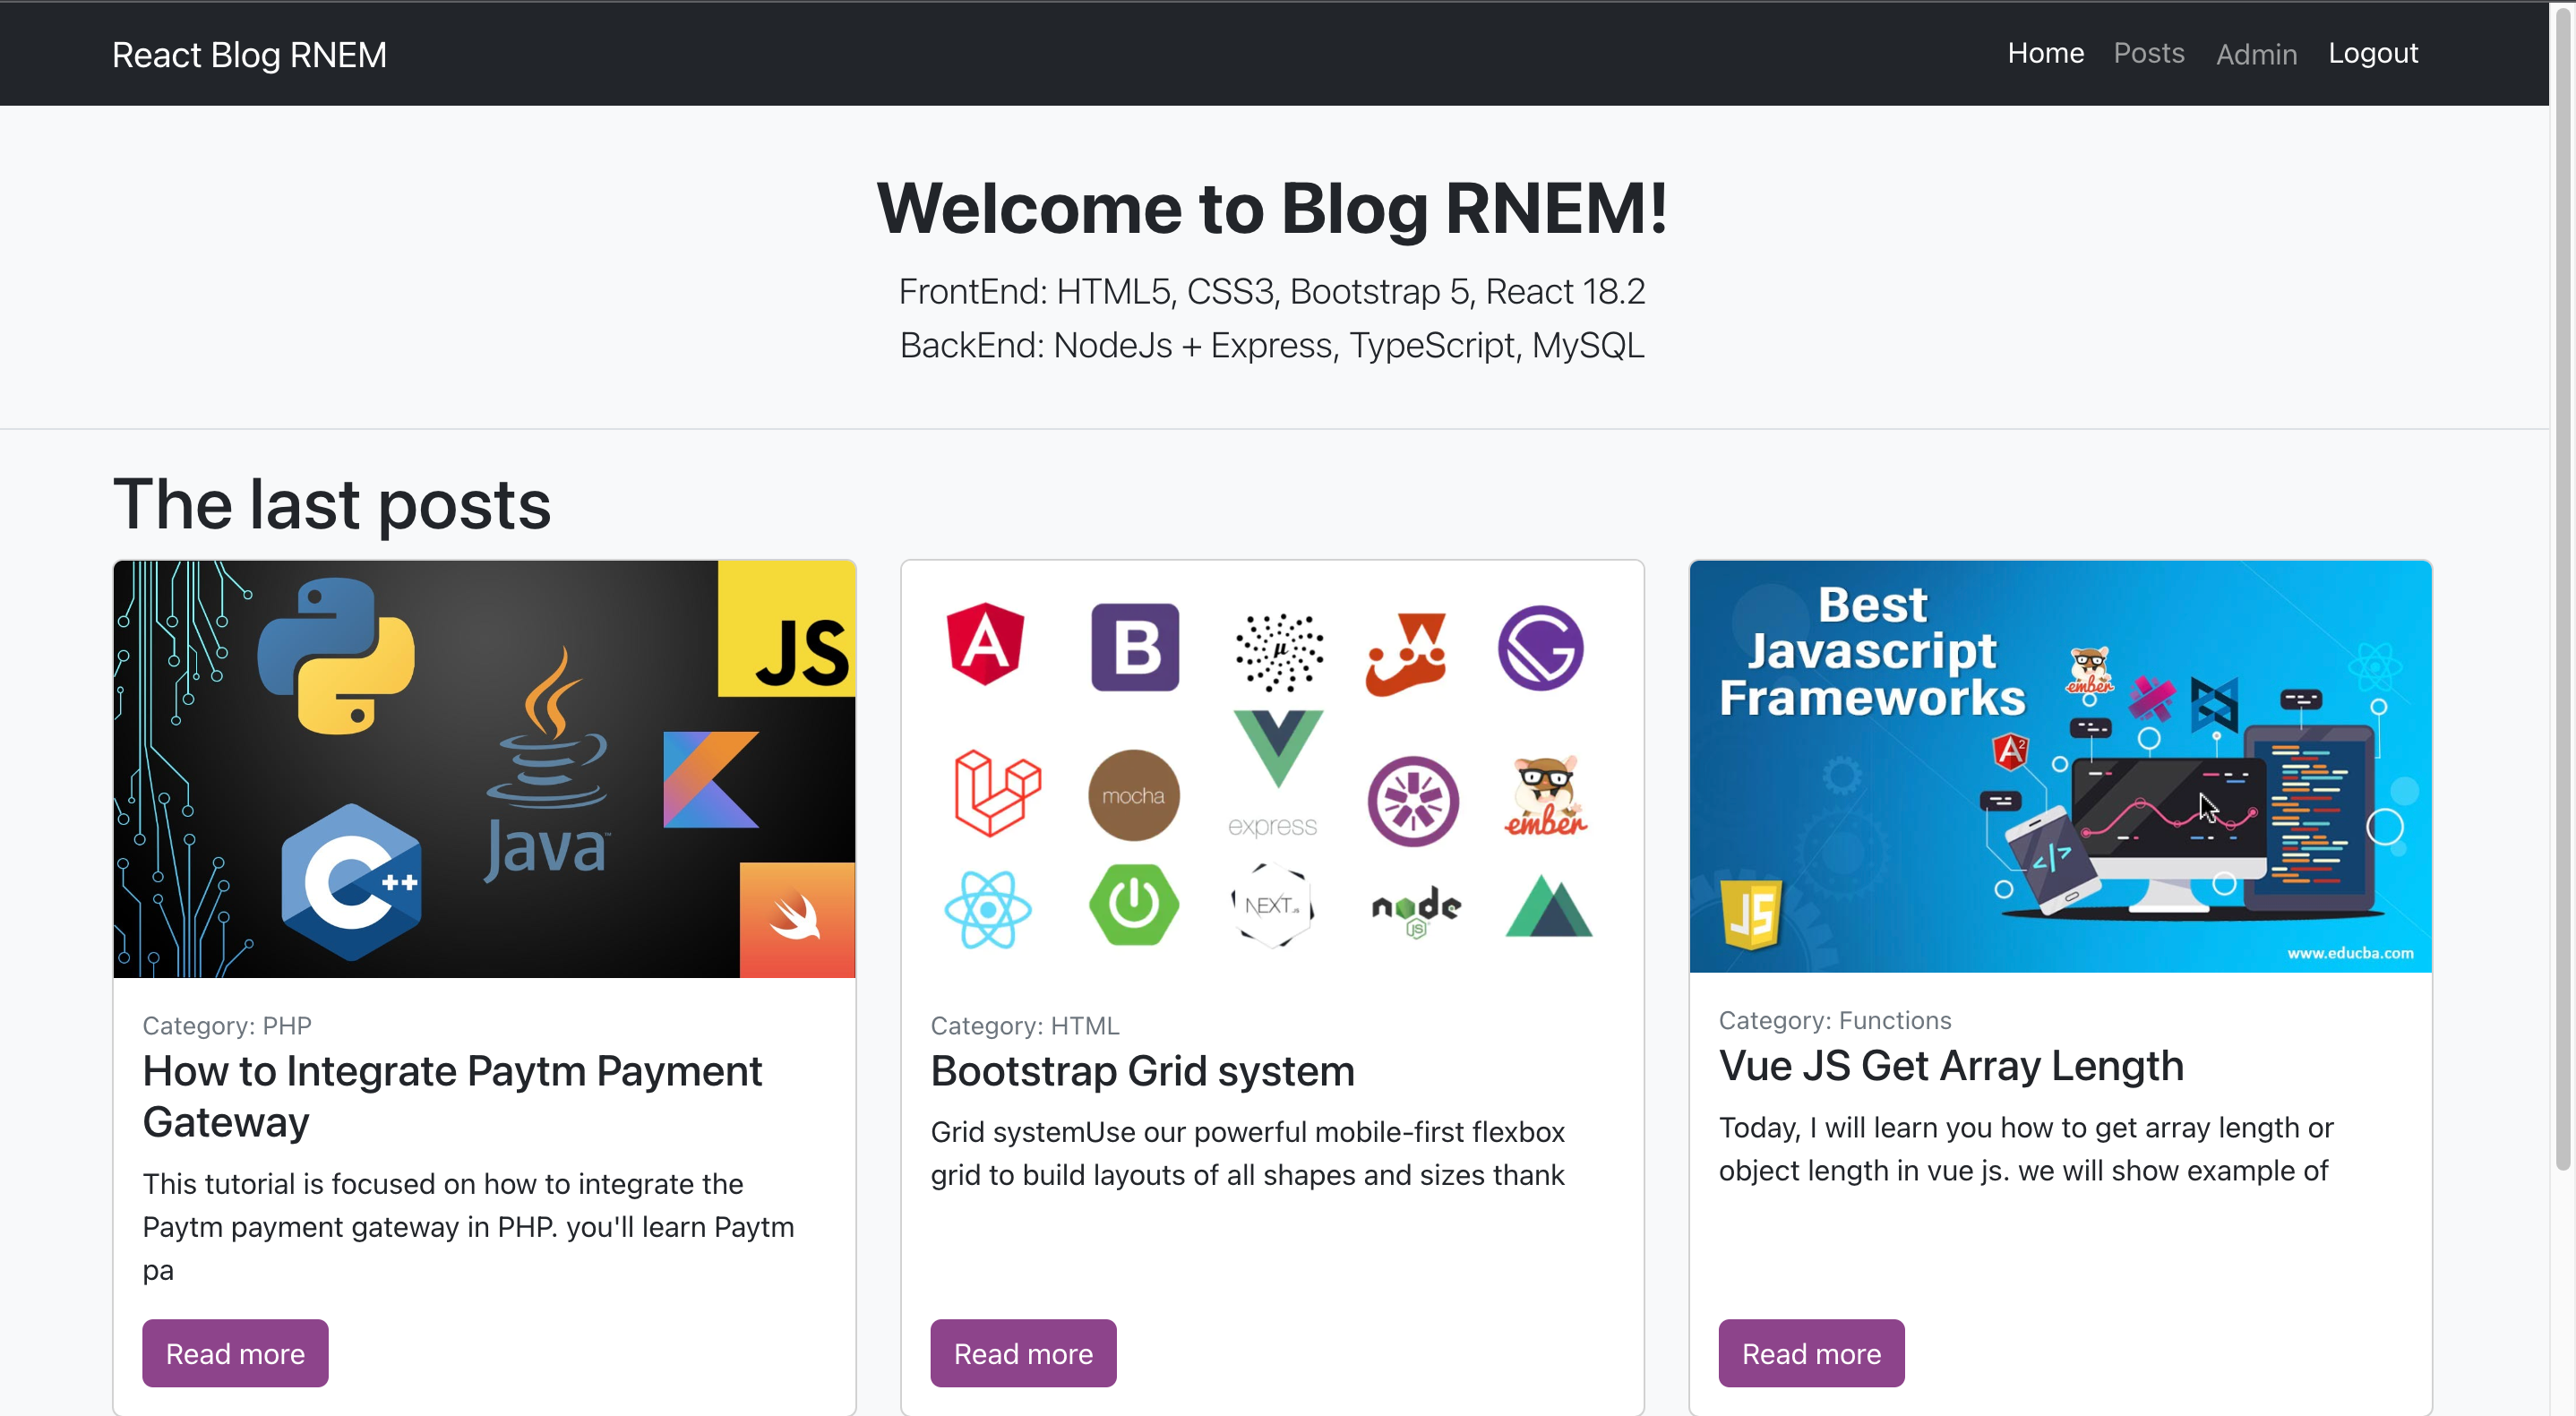 React Blog RNEM
Home Posts Admin Logout
Welcome to Blog RNEM!
FrontEnd: HTML5, CSS3, Bootstrap 5, React 18.2
BackEnd: NodeJs + Express, TypeScript, MySQL
The last posts
JS
Java
C++
Category: PHP
How to Integrate Paytm Payment
Gateway
This tutorial is focused on how to integrate the
Paytm payment gateway in PHP. you'll learn Paytm
pa
Read more
A
B
μ
G
mocha
express
ember
NEXT.js
node
JS
Category: HTML
Bootstrap Grid system
Grid systemUse our powerful mobile-first flexbox
grid to build layouts of all shapes and sizes thank
Read more
Best
Javascript
Frameworks
ember
A2
</>
JS
www.educba.com
Category: Functions
Vue JS Get Array Length
Today, I will learn you how to get array length or
object length in vue js. we will show example of
Read more